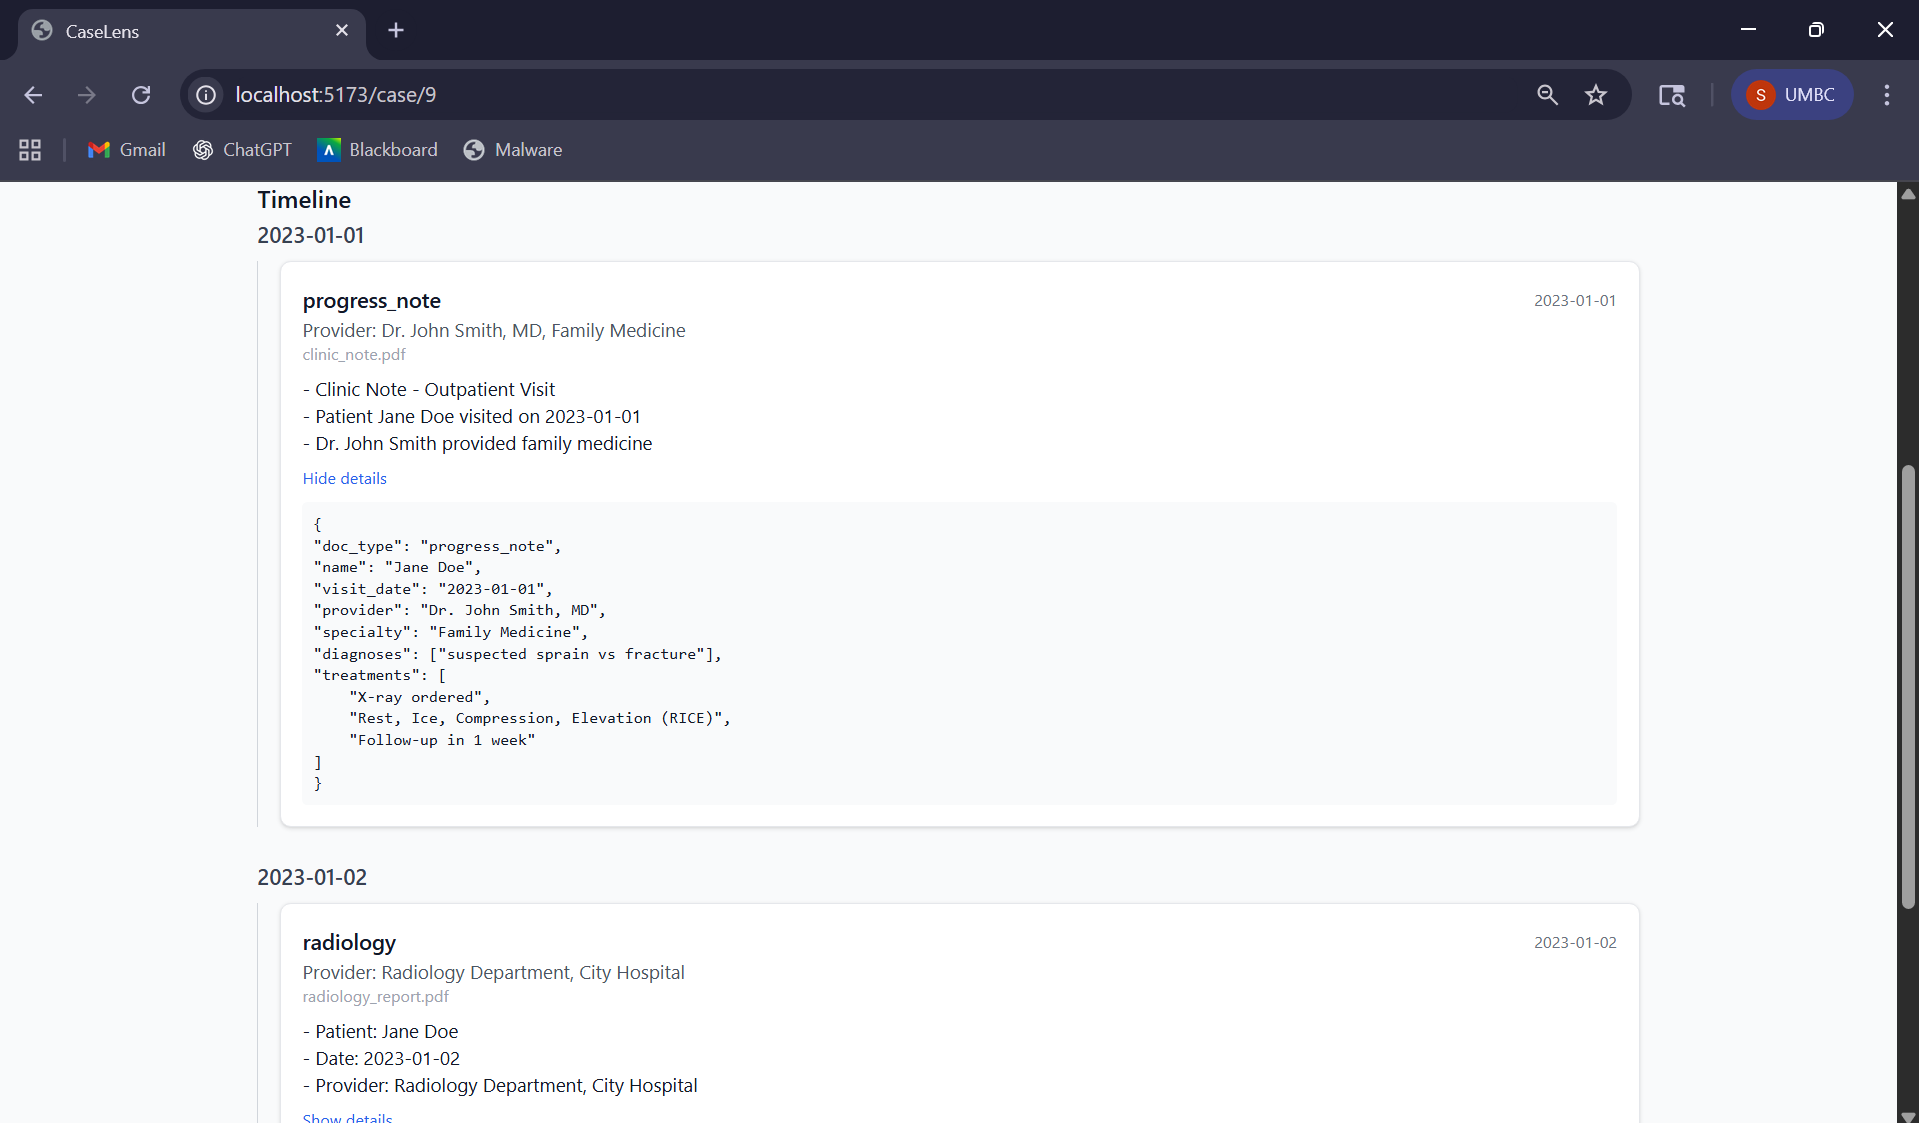 CaseLens
localhost:5173/case/9
S UMBC
Gmail ChatGPT Blackboard Malware
Timeline
2023-01-01
progress_note 2023-01-01
Provider: Dr. John Smith, MD, Family Medicine
clinic_note.pdf
- Clinic Note - Outpatient Visit
- Patient Jane Doe visited on 2023-01-01
- Dr. John Smith provided family medicine
Hide details
{
"doc_type": "progress_note",
"name": "Jane Doe",
"visit_date": "2023-01-01",
"provider": "Dr. John Smith, MD",
"specialty": "Family Medicine",
"diagnoses": ["suspected sprain vs fracture"],
"treatments": [
    "X-ray ordered",
    "Rest, Ice, Compression, Elevation (RICE)",
    "Follow-up in 1 week"
]
}
2023-01-02
radiology 2023-01-02
Provider: Radiology Department, City Hospital
radiology_report.pdf
- Patient: Jane Doe
- Date: 2023-01-02
- Provider: Radiology Department, City Hospital
Show details